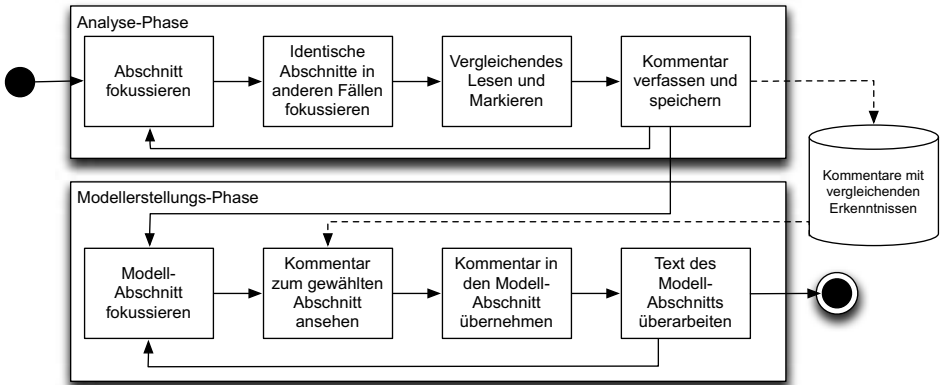 Analyse-Phase
Abschnitt
fokussieren
Identische
Abschnitte in
anderen Fällen
fokussieren
Vergleichendes
Lesen und
Markieren
Kommentar
verfassen und
speichern
Kommentare mit
vergleichenden
Erkenntnissen
Modellerstellungs-Phase
Modell-
Abschnitt
fokussieren
Kommentar
zum gewählten
Abschnitt
ansehen
Kommentar in
den Modell-
Abschnitt
übernehmen
Text des
Modell-
Abschnitts
überarbeiten